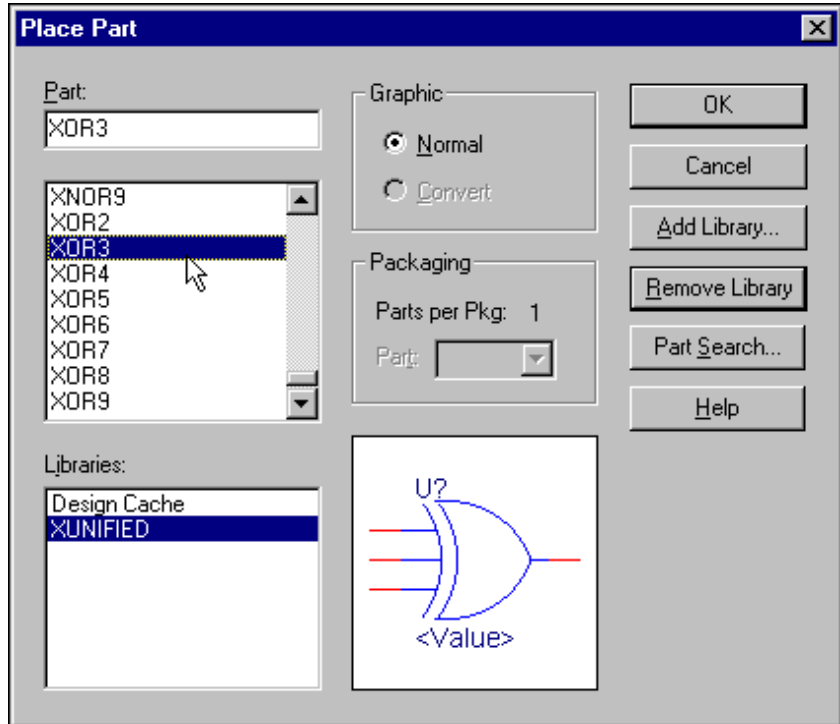 Place Part
Part:
XOR3
XNOR9
XOR2
XOR3
XOR4
XOR5
XOR6
XOR7
XOR8
XOR9
Libraries:
Design Cache
XUNIFIED
Graphic
Normal
Convert
Packaging
Parts per Pkg: 1
Part:
U?
<Value>
OK
Cancel
Add Library...
Remove Library
Part Search...
Help